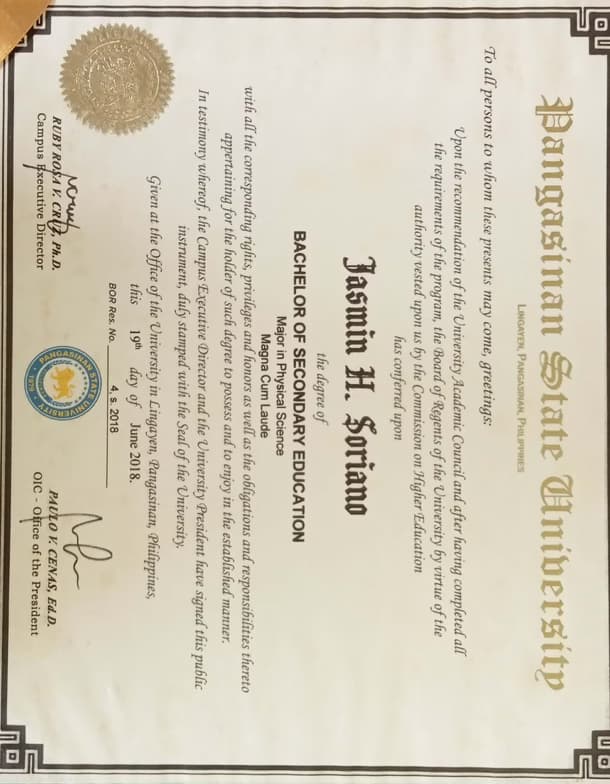 Pangasinan State University
LINGAYEN, PANGASINAN, PHILIPPINES
To all persons to whom these presents may come, greetings:
Upon the recommendation of the University Academic Council and after having completed all
the requirements of the program, the Board of Regents of the University by virtue of the
authority vested upon us by the Commission on Higher Education
has conferred upon
Jasmin H. Soriano
the degree of
BACHELOR OF SECONDARY EDUCATION
Major in Physical Science
Magna Cum Laude
with all the corresponding rights, privileges and honors as well as the obligations and responsibilities thereto
appertaining for the holder of such degree to possess and to enjoy in the established manner.
In testimony whereof, the Campus Executive Director and the University President have signed this public
instrument, duly stamped with the Seal of the University.
Given at the Office of the University in Lingayen, Pangasinan, Philippines,
this 19th day of June 2018.
BOR Res. No. 4, s. 2018
RUBY ROSA V. CRUZ, Ph.D.
Campus Executive Director
PANGASINAN STATE UNIVERSITY
1979
PAULO V. CENAS, Ed.D.
OIC - Office of the President